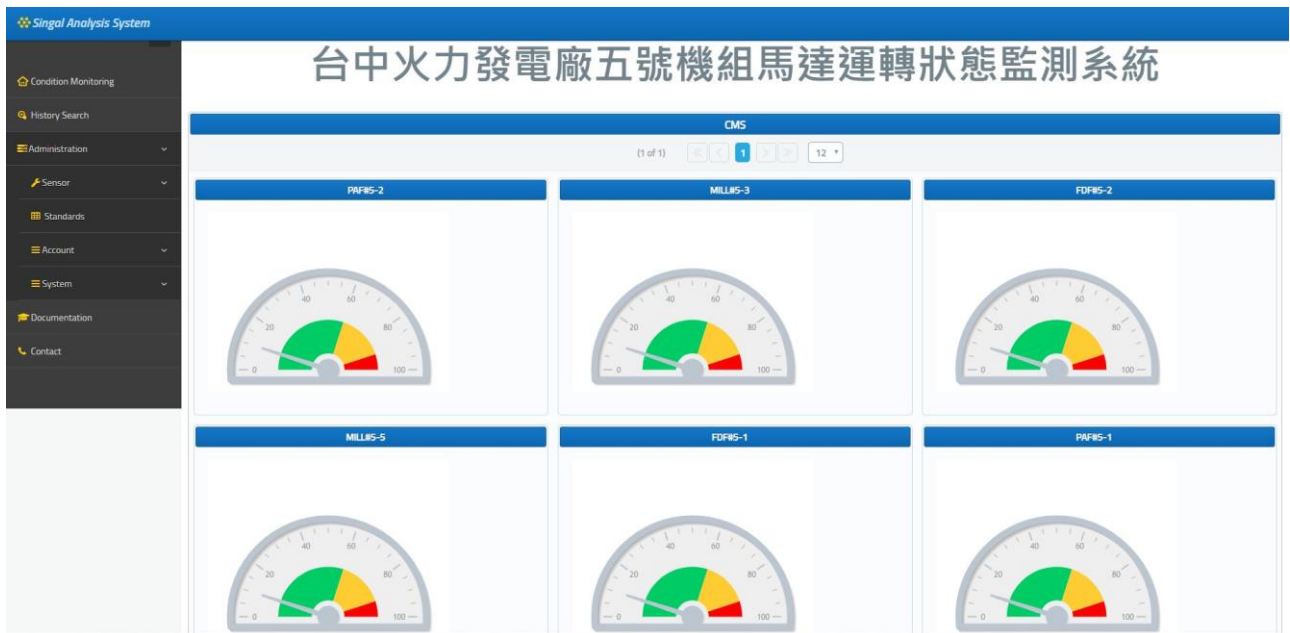 Singal Analysis System
台中火力發電廠五號機組馬達運轉狀態監測系統
Condition Monitoring
History Search
Administration
Sensor
Standards
Account
System
Documentation
Contact
CMS
(1 of 1) 1 12
PAF#5-2 MILL#5-3 FDF#5-2
40 60 40 60 40 60
20 80 20 80 20 80
0 100 0 100 0 100
MILL#5-5 FDF#5-1 PAF#5-1
40 60 40 60 40 60
20 80 20 80 20 80
0 100 0 100 0 100